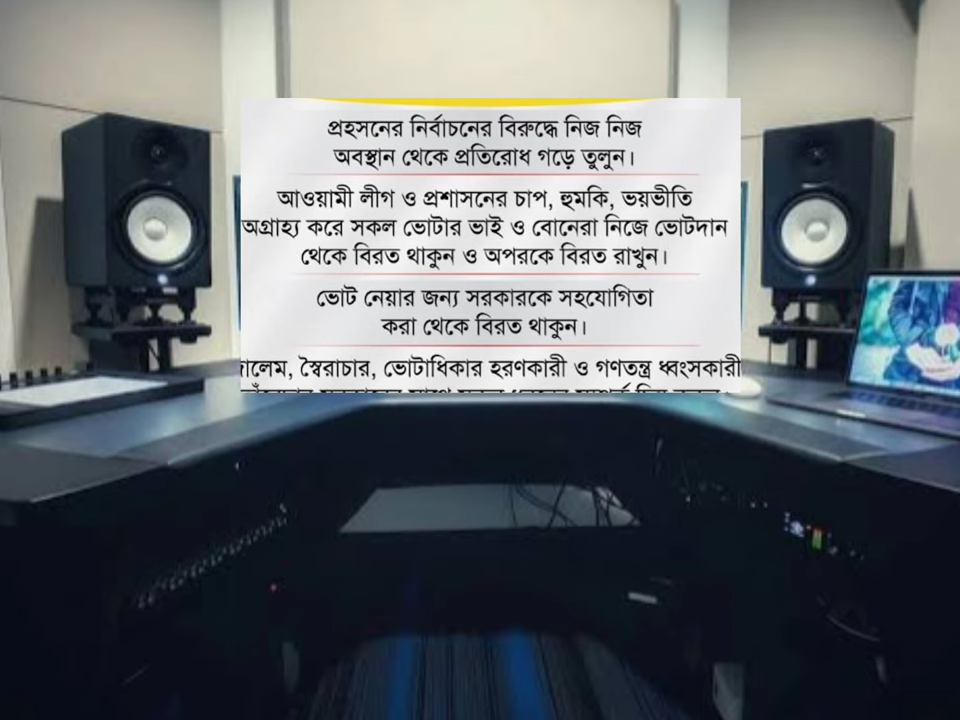 প্রহসনের নির্বাচনের বিরুদ্ধে নিজ নিজ
অবস্থান থেকে প্রতিরোধ গড়ে তুলুন।
আওয়ামী লীগ ও প্রশাসনের চাপ, হুমকি, ভয়ভীতি
অগ্রাহ্য করে সকল ভোটার ভাই ও বোনেরা নিজে ভোটদান
থেকে বিরত থাকুন ও অপরকে বিরত রাখুন।
ভোট নেয়ার জন্য সরকারকে সহযোগিতা
করা থেকে বিরত থাকুন।
স্বৈরাচার, ভোটাধিকার হরণকারী ও গণতন্ত্র ধ্বংসকারী